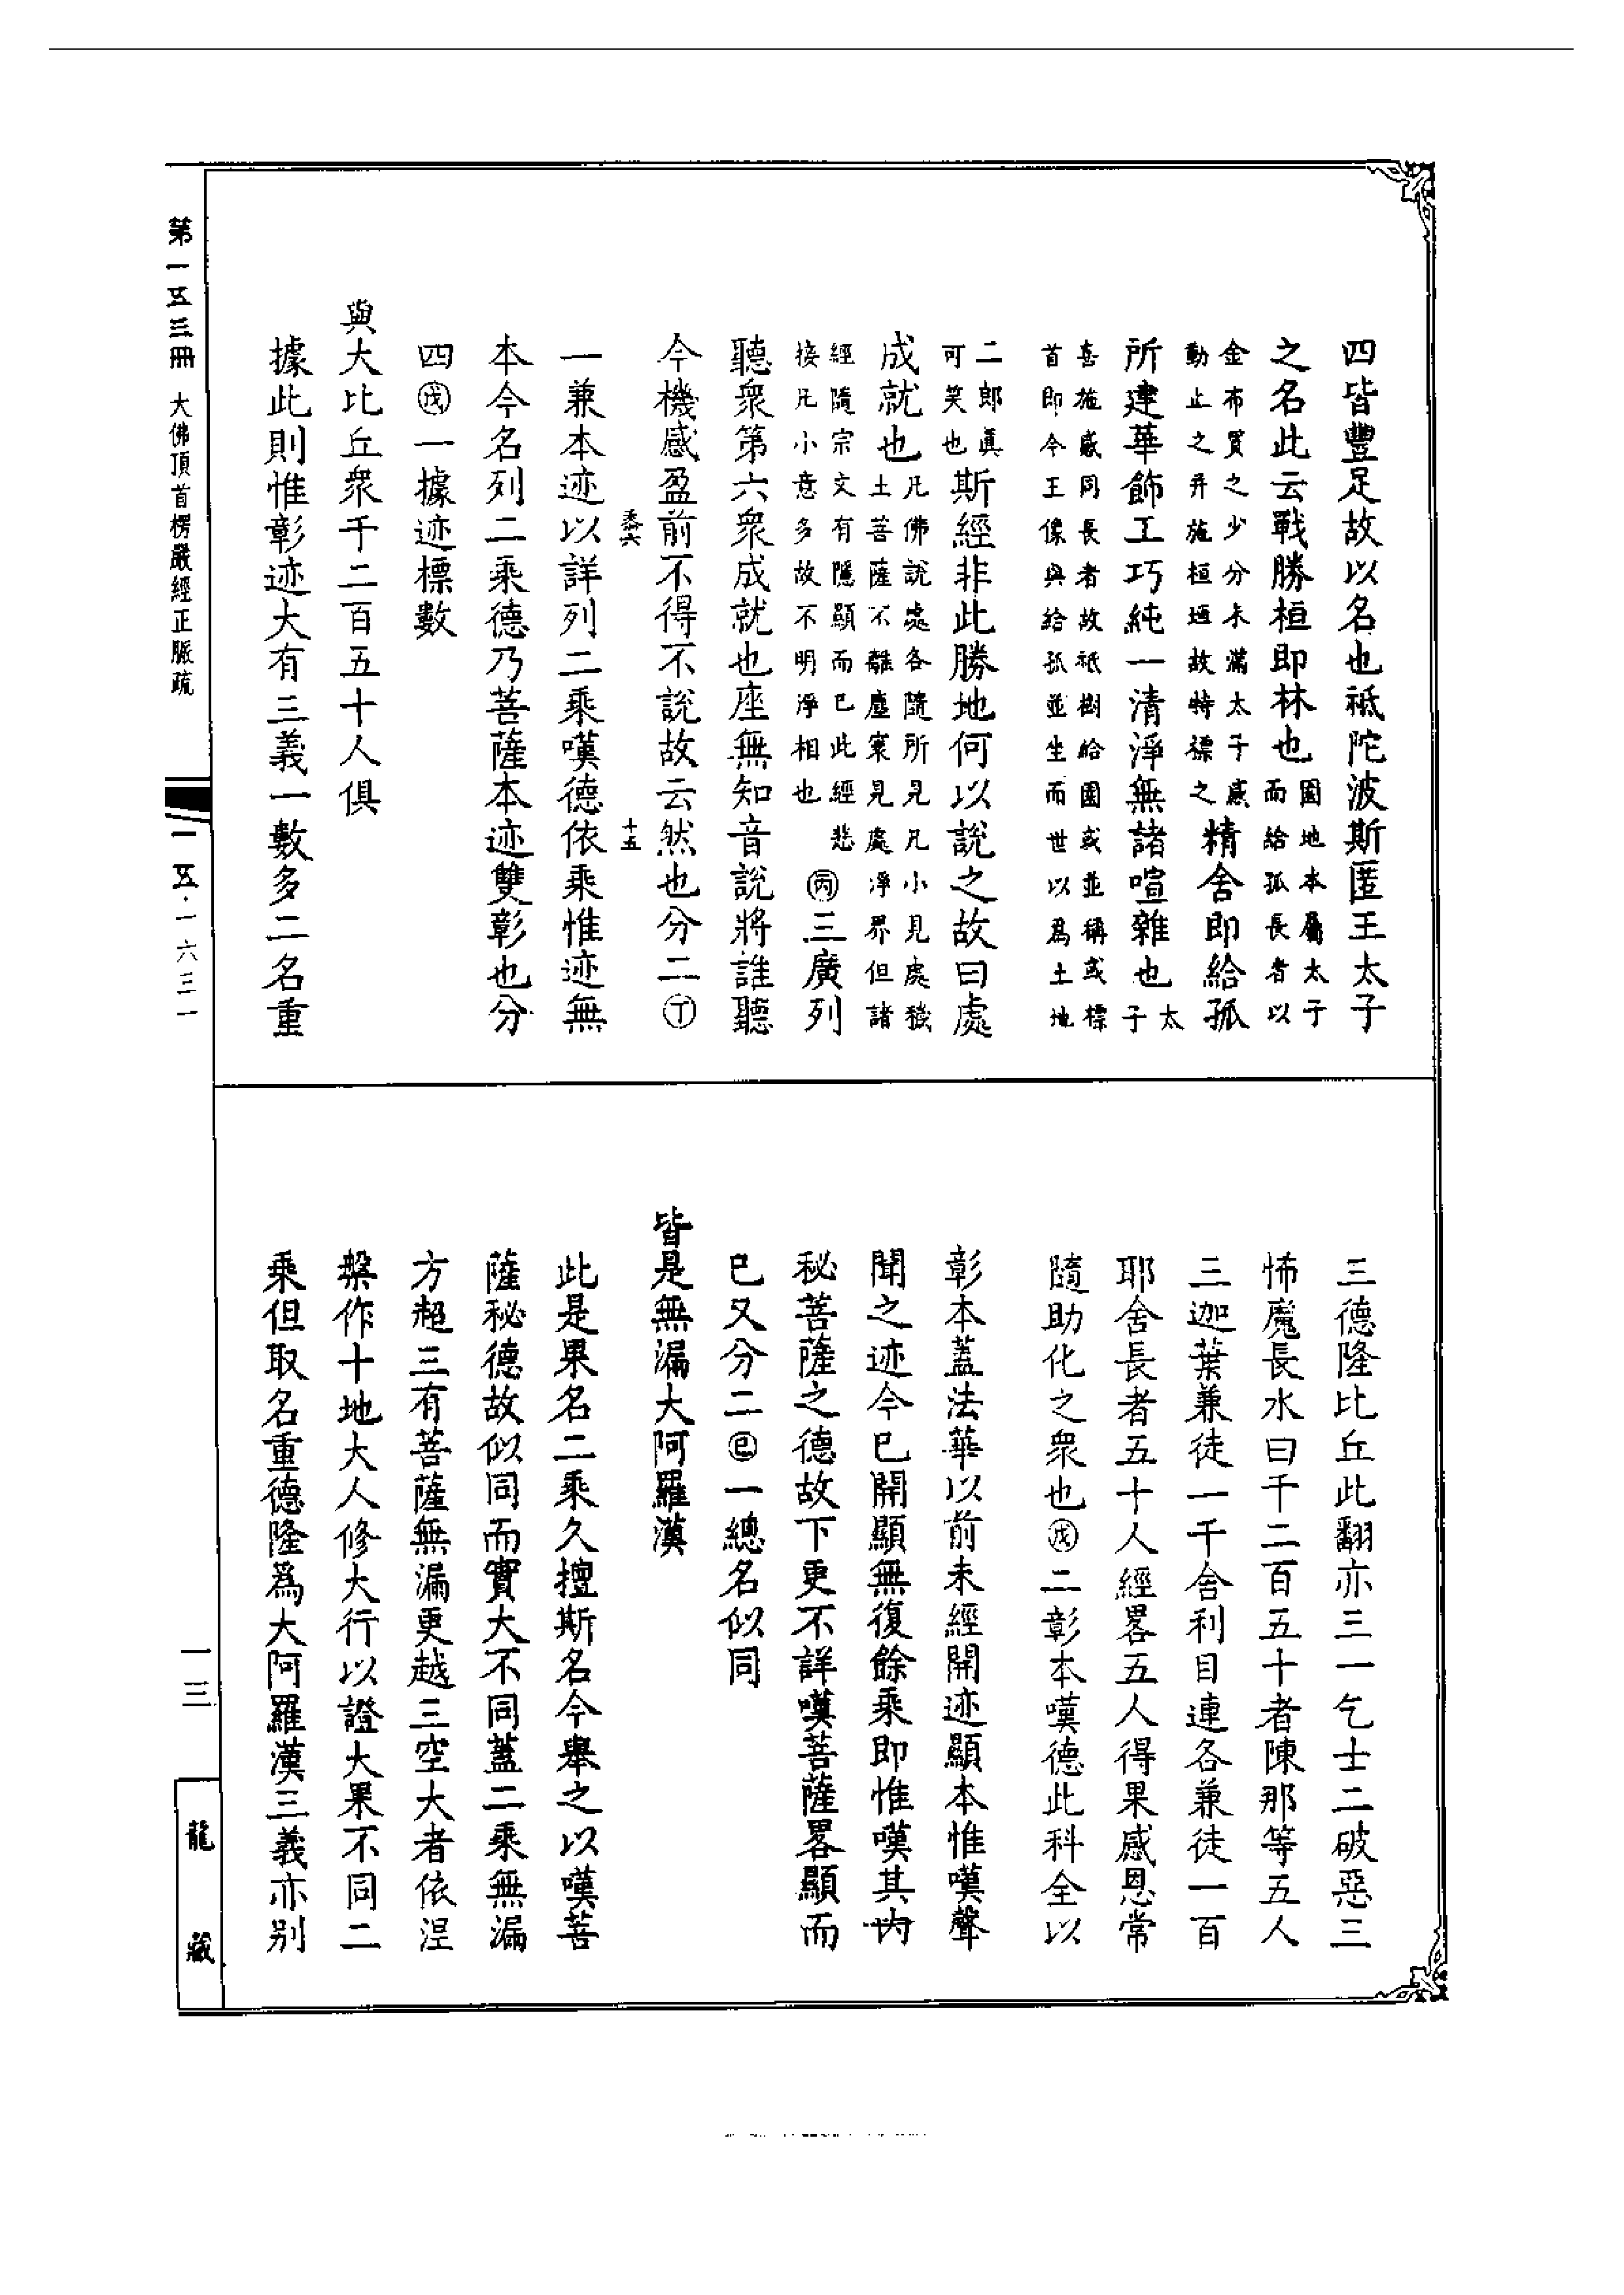 四皆豐足故以名也祗陀波斯匿王太子
之名此云戰勝桓即林也園地本屬太子
而給孤長者以
金布買之少分未滿太子感
動止之并施桓垣故特標之精舍即給孤
所建華飾工巧純一清淨無諸喧雜也太
子
喜施感同長者故祇樹給園或並稱或標
首即今王像與給孤並坐而世以爲土地
二郎眞
可笑也斯經非此勝地何以說之故曰處
成就也凡佛說處各隨所見凡小見處穢
土菩薩不離塵寰見處淨界但諸
經隨宗文有隱顯而已此經悲
接凡小意多故不明淨相也㊛丙三廣列
聽衆第六衆成就也座無知音說將誰聽
今機感盈前不得不說故云然也分二丁
十五
一兼本迹以詳列二乘嘆德依乘惟迹無
本今名列二乘德乃菩薩本迹雙彰也分
四戊一據迹標數
與大比丘衆千二百五十人俱
據此則惟彰迹大有三義一數多二名重
三德隆比丘此翻亦三一乞士二破惡三
怖魔長水曰千二百五十者陳那等五人
三迦葉兼徒一千舍利目連各兼徒一百
耶舍長者五十人經畧五人得果感恩常
隨助化之衆也戊二彰本嘆德此科全以
彰本蓋法華以前未經開迹顯本惟嘆聲
聞之迹今已開顯無復餘乘即惟嘆其內
秘菩薩之德故下更不詳嘆菩薩畧顯而
已又分二己一總名似同
皆是無漏大阿羅漢
此是果名二乘久擅斯名今舉之以嘆菩
薩秘德故似同而實大不同蓋二乘無漏
方超三有菩薩無漏更越三空大者依涅
槃作十地大人修大行以證大果不同二
乘但取名重德隆爲大阿羅漢三義亦别
第一五三冊 大佛頂首楞嚴經正脈疏
一五·一六三一
一三
龍藏